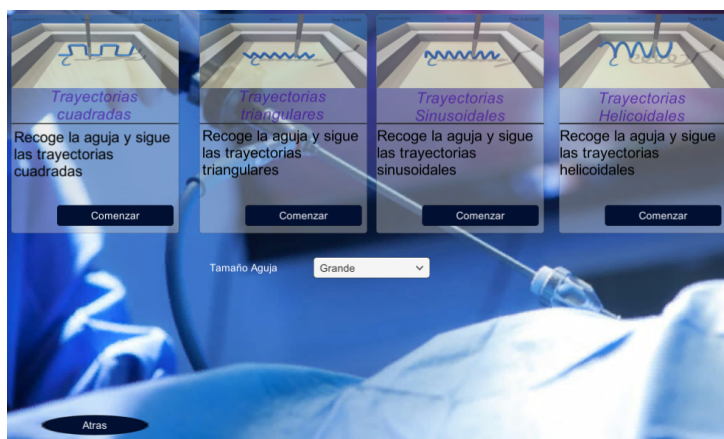 Trayectorias
cuadradas
Recoge la aguja y sigue
las trayectorias
cuadradas
Comenzar
Trayectorias
triangulares
Recoge la aguja y sigue
las trayectorias
triangulares
Comenzar
Trayectorias
Sinusoidales
Recoge la aguja y sigue
las trayectorias
sinusoidales
Comenzar
Trayectorias
Helicoidales
Recoge la aguja y sigue
las trayectorias
helicoidales
Comenzar
Tamaño Aguja
Grande
Atras